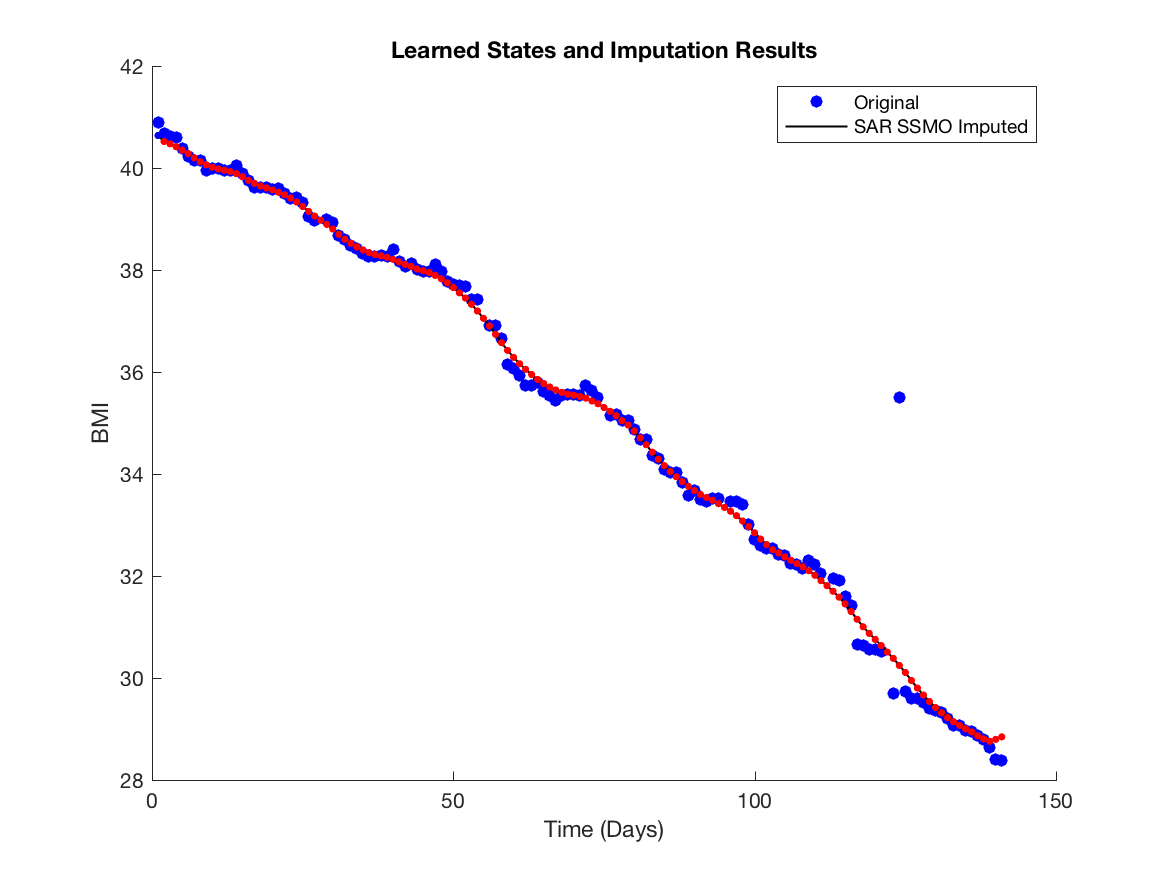 Learned States and Imputation Results
Original
SAR SSMO Imputed
42
40
38
36
34
32
30
28
BMI
0 50 100 150
Time (Days)